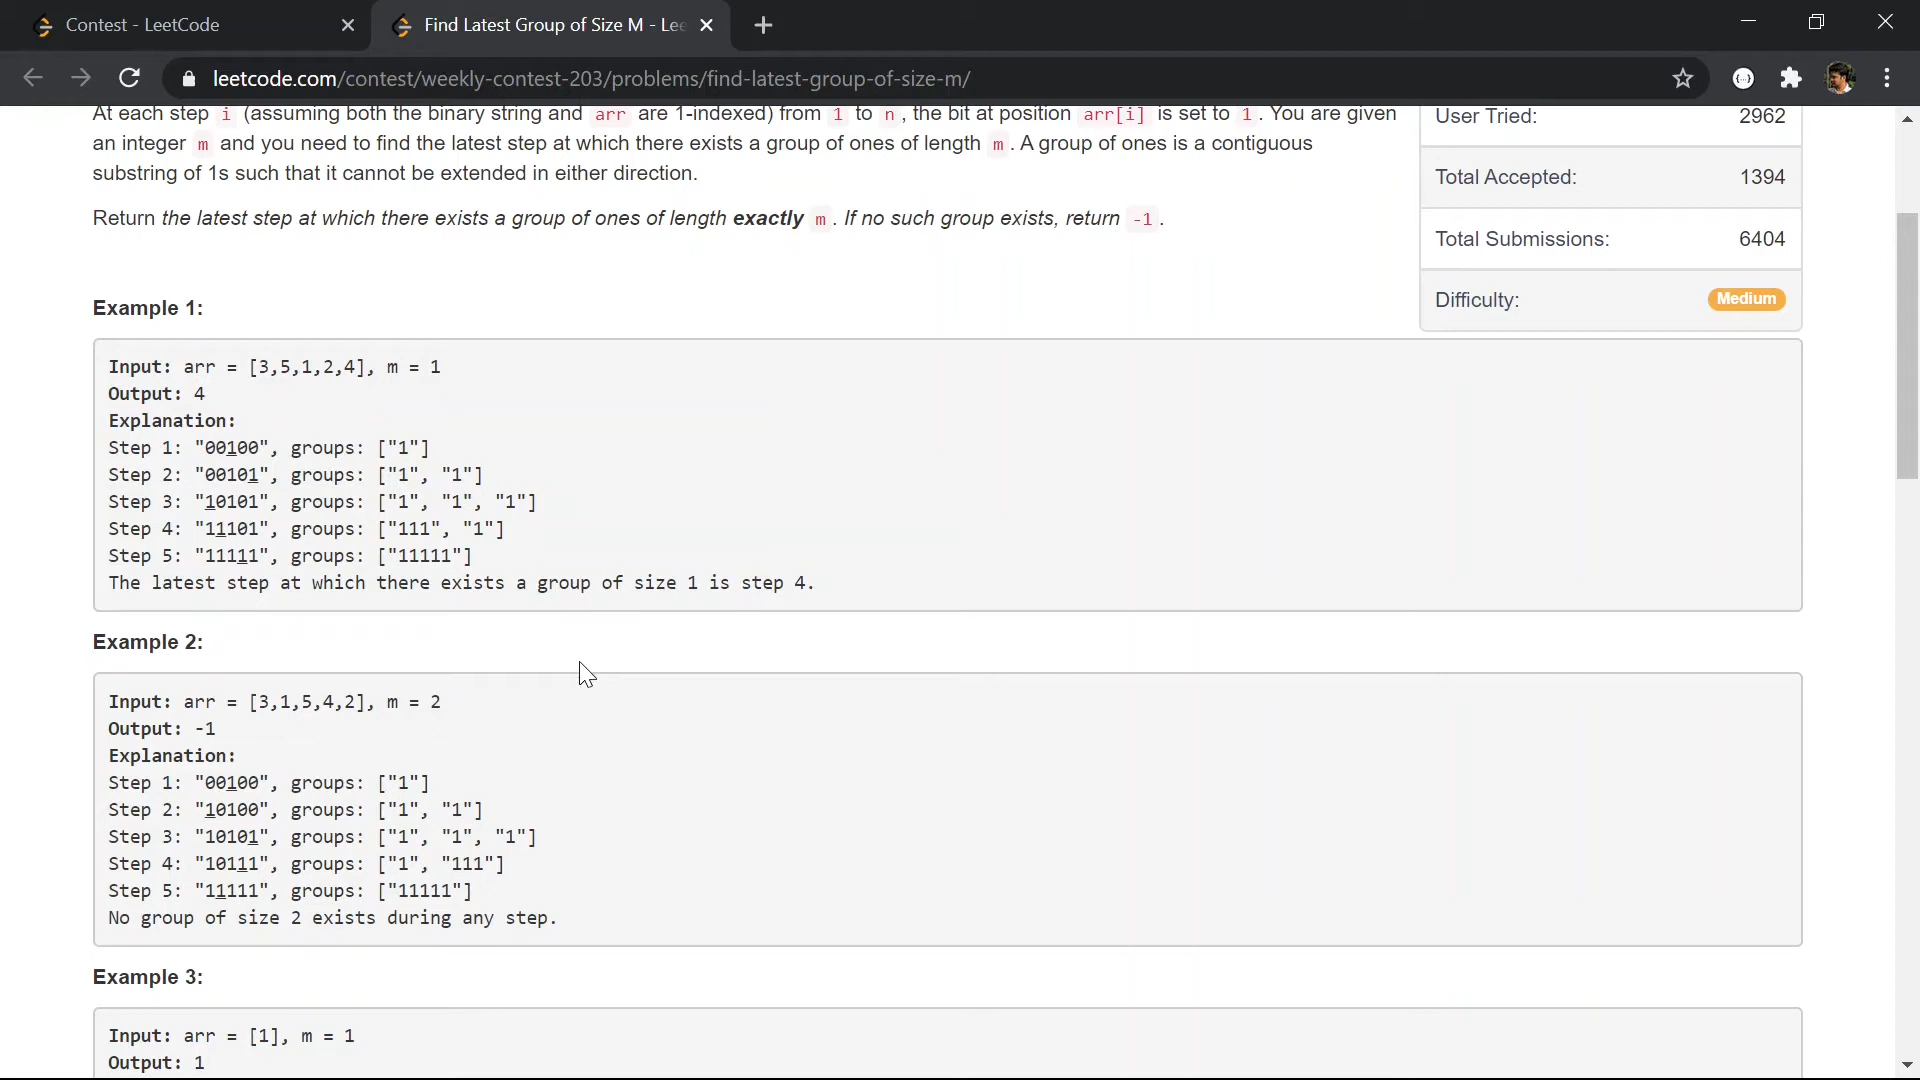 Contest - LeetCode
Find Latest Group of Size M - Lee
leetcode.com/contest/weekly-contest-203/problems/find-latest-group-of-size-m/
At each step i (assuming both the binary string and arr are 1-indexed) from 1 to n, the bit at position arr[i] is set to 1. You are given
an integer m and you need to find the latest step at which there exists a group of ones of length m. A group of ones is a contiguous
substring of 1s such that it cannot be extended in either direction.
Return the latest step at which there exists a group of ones of length exactly m. If no such group exists, return -1.
User Tried: 2962
Total Accepted: 1394
Total Submissions: 6404
Difficulty: Medium
Example 1:
Input: arr = [3,5,1,2,4], m = 1
Output: 4
Explanation:
Step 1: "00100", groups: ["1"]
Step 2: "00101", groups: ["1", "1"]
Step 3: "10101", groups: ["1", "1", "1"]
Step 4: "11101", groups: ["111", "1"]
Step 5: "11111", groups: ["11111"]
The latest step at which there exists a group of size 1 is step 4.
Example 2:
Input: arr = [3,1,5,4,2], m = 2
Output: -1
Explanation:
Step 1: "00100", groups: ["1"]
Step 2: "10100", groups: ["1", "1"]
Step 3: "10101", groups: ["1", "1", "1"]
Step 4: "10111", groups: ["1", "111"]
Step 5: "11111", groups: ["11111"]
No group of size 2 exists during any step.
Example 3:
Input: arr = [1], m = 1
Output: 1